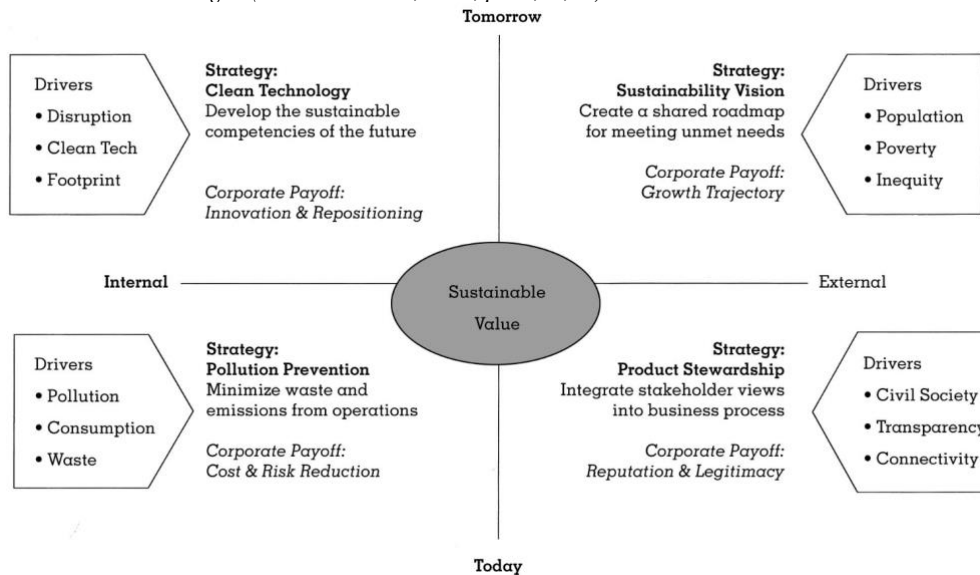 Tomorrow
Drivers
• Disruption
• Clean Tech
• Footprint
Strategy:
Clean Technology
Develop the sustainable
competencies of the future
Corporate Payoff:
Innovation & Repositioning
Strategy:
Sustainability Vision
Create a shared roadmap
for meeting unmet needs
Corporate Payoff:
Growth Trajectory
Drivers
• Population
• Poverty
• Inequity
Internal
Sustainable
Value
External
Drivers
• Pollution
• Consumption
• Waste
Strategy:
Pollution Prevention
Minimize waste and
emissions from operations
Corporate Payoff:
Cost & Risk Reduction
Strategy:
Product Stewardship
Integrate stakeholder views
into business process
Corporate Payoff:
Reputation & Legitimacy
Drivers
• Civil Society
• Transparency
• Connectivity
Today